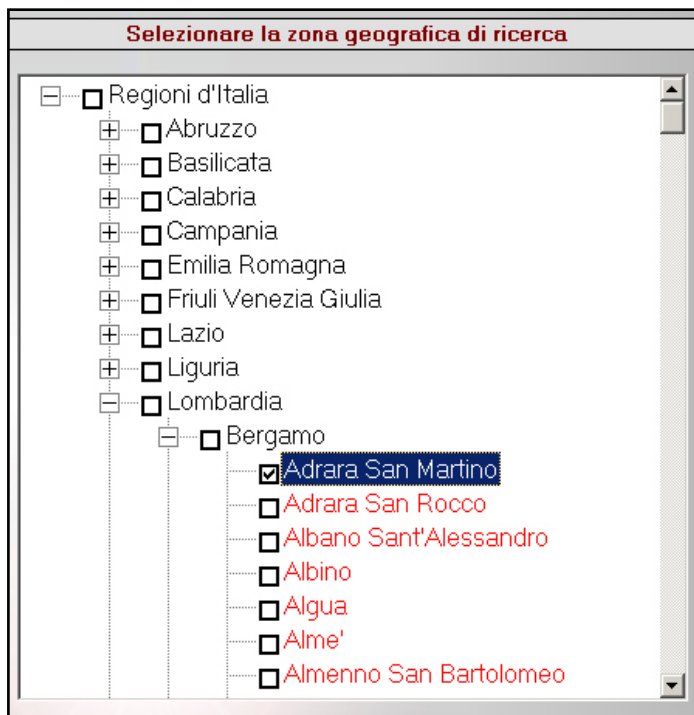 Selezionare la zona geografica di ricerca
Regioni d'Italia
Abruzzo
Basilicata
Calabria
Campania
Emilia Romagna
Friuli Venezia Giulia
Lazio
Liguria
Lombardia
Bergamo
Adrara San Martino
Adrara San Rocco
Albano Sant'Alessandro
Albino
Algua
Alme'
Almenno San Bartolomeo